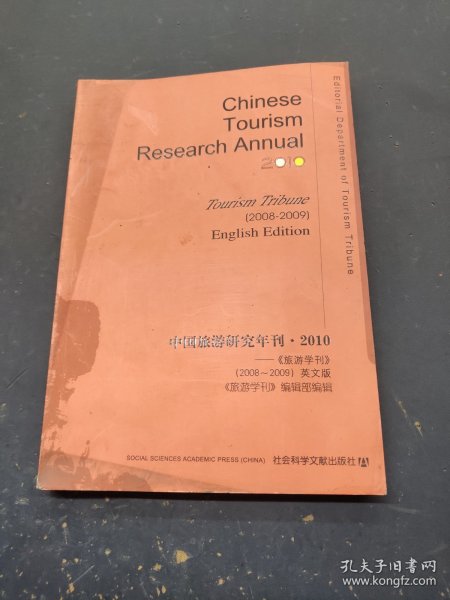 Chinese
Tourism
Research Annual
2010
Editorial Department of Tourism Tribune
Tourism Tribune
(2008-2009)
English Edition
中国旅游研究年刊·2010
——《旅游学刊》
(2008~2009) 英文版
《旅游学刊》编辑部编辑
SOCIAL SCIENCES ACADEMIC PRESS (CHINA) 社会科学文献出版社
孔夫子旧书网
www.kongfz.com